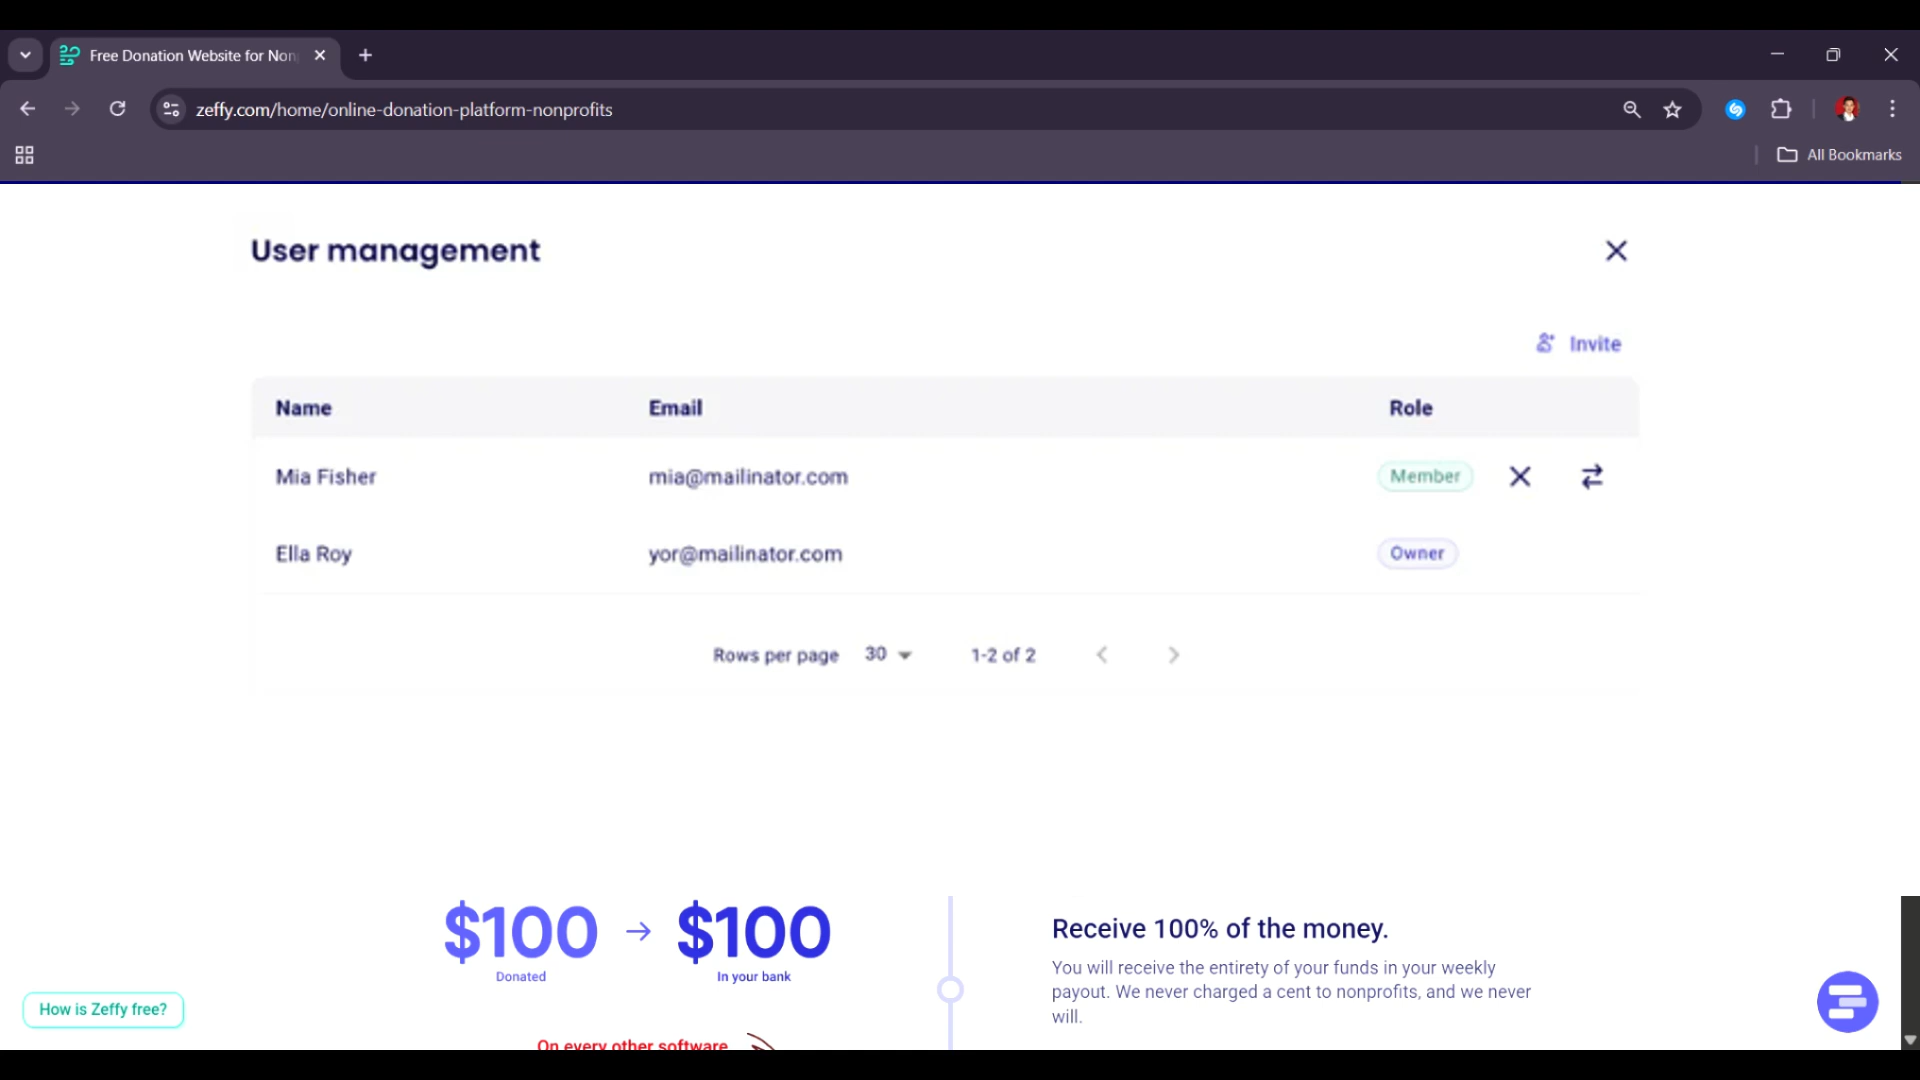 Free Donation Website for Non
zeffy.com/home/online-donation-platform-nonprofits
All Bookmarks
User management
Invite
Name Email Role
Mia Fisher mia@mailinator.com Member
Ella Roy yor@mailinator.com Owner
Rows per page 30 1-2 of 2
$100 → $100
Donated In your bank
On every other software
Receive 100% of the money.
You will receive the entirety of your funds in your weekly
payout. We never charged a cent to nonprofits, and we never
will.
How is Zeffy free?